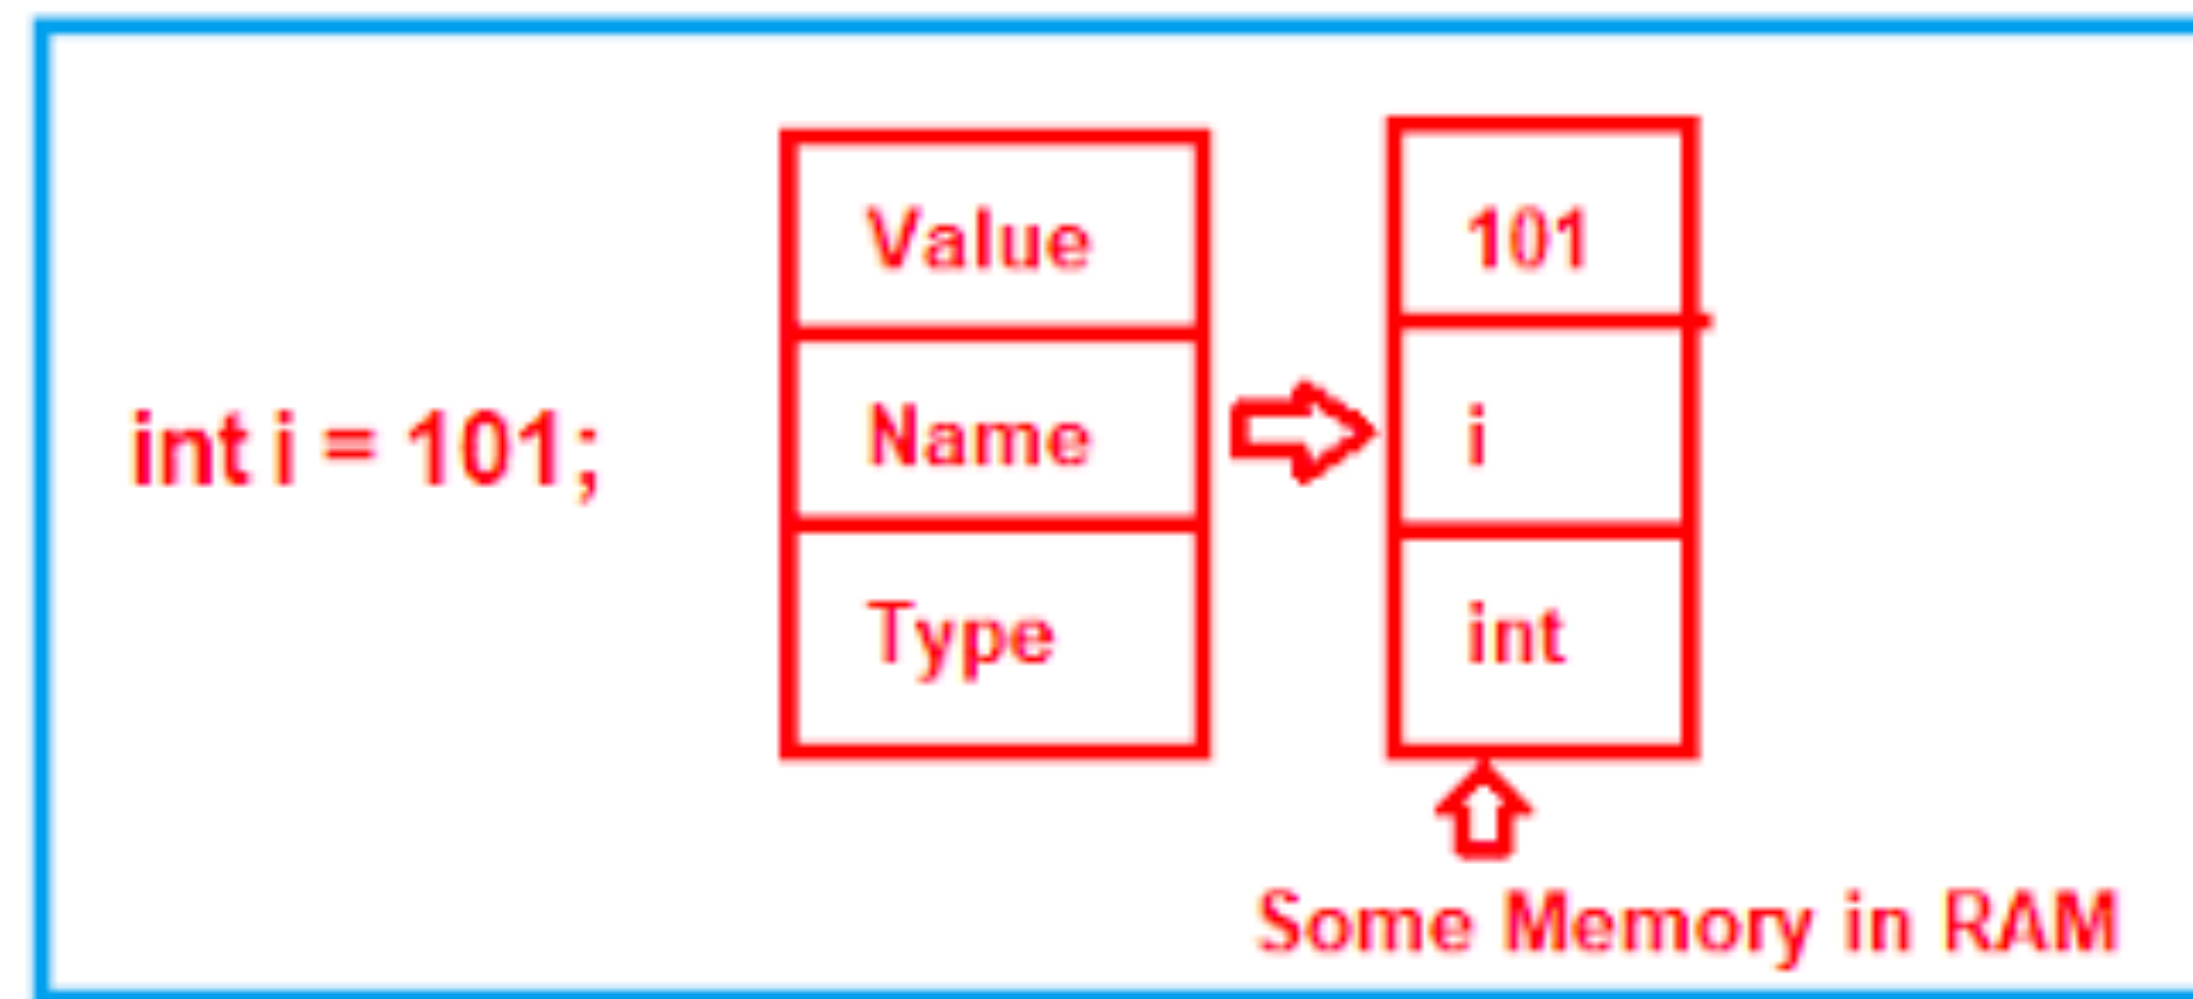 int i = 101;
Value
Name
Type
101
i
int
Some Memory in RAM